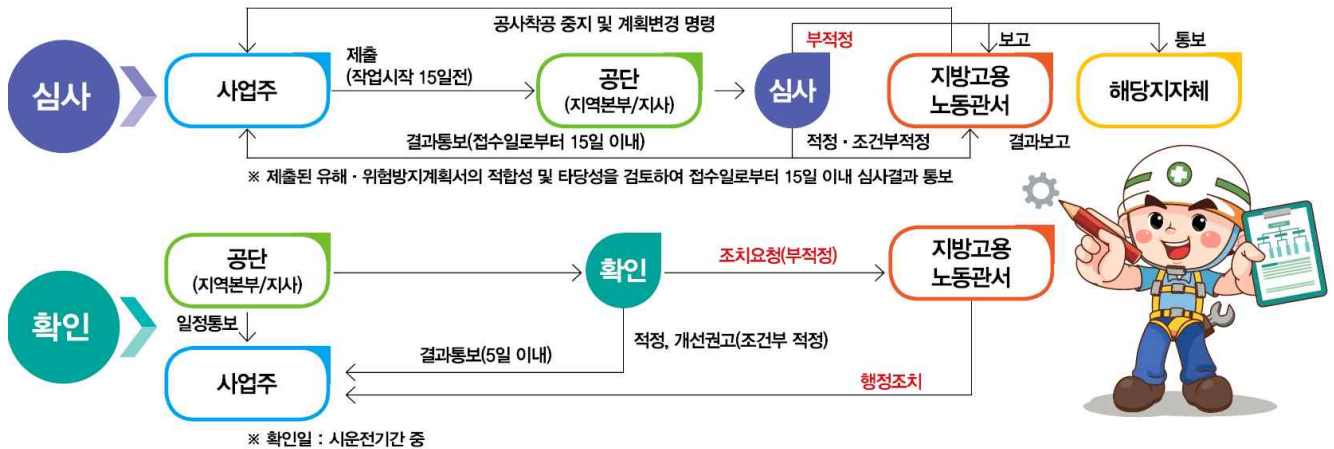 공사착공 중지 및 계획변경 명령
심사
사업주
제출
(작업시작 15일전)
공단
(지역본부/지사)
심사
부적정
보고
통보
지방고용
노동관서
해당지자체
결과통보(접수일로부터 15일 이내)
적정 · 조건부적정
결과보고
※ 제출된 유해 · 위험방지계획서의 적합성 및 타당성을 검토하여 접수일로부터 15일 이내 심사결과 통보
확인
공단
(지역본부/지사)
확인
조치요청(부적정)
지방고용
노동관서
일정통보
사업주
결과통보(5일 이내)
적정, 개선권고(조건부 적정)
행정조치
※ 확인일 : 시운전기간 중